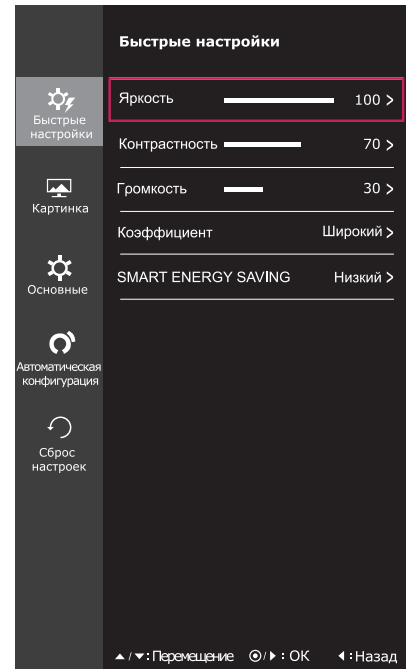 Быстрые настройки
Быстрые
настройки
Картинка
Основные
Автоматическая
конфигурация
Сброс
настроек
Яркость 100 >
Контрастность 70 >
Громкость 30 >
Коэффициент Широкий >
SMART ENERGY SAVING Низкий >
▲/▼:Перемещение ⊙/▶: ОК ◀:Назад